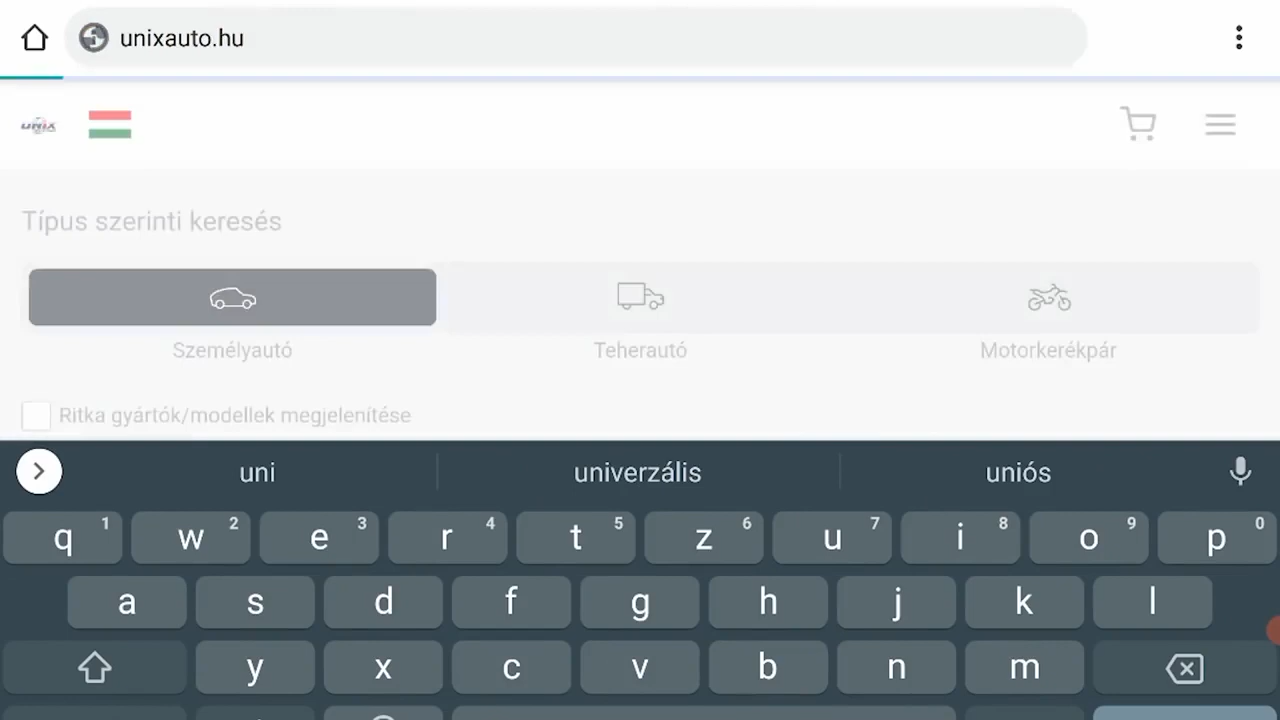 unixauto.hu
UNIX
Típus szerinti keresés
Személyautó Teherautó Motorkerékpár
Ritka gyártók/modellek megjelenítése
uni univerzális uniós
q 1 w 2 e 3 r 4 t 5 z 6 u 7 i 8 o 9 p 0
a s d f g h j k l
y x c v b n m